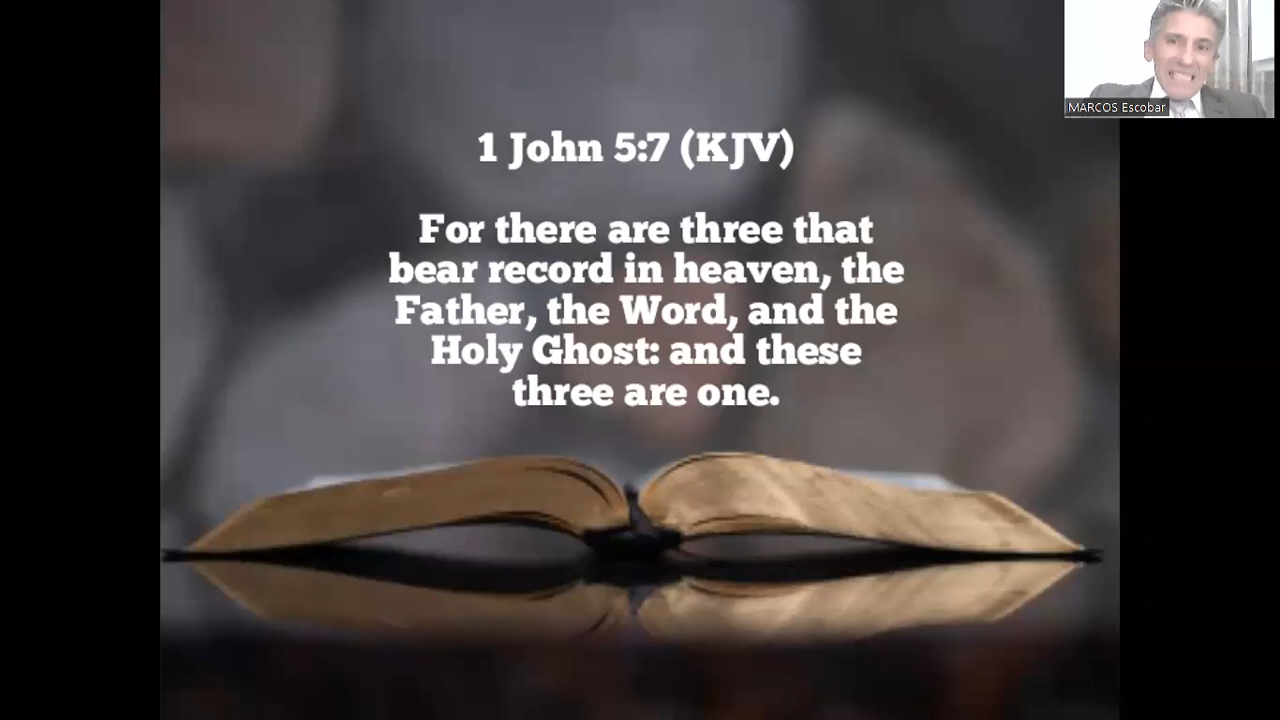 MARCOS Escobar
1 John 5:7 (KJV)
For there are three that
bear record in heaven, the
Father, the Word, and the
Holy Ghost: and these
three are one.